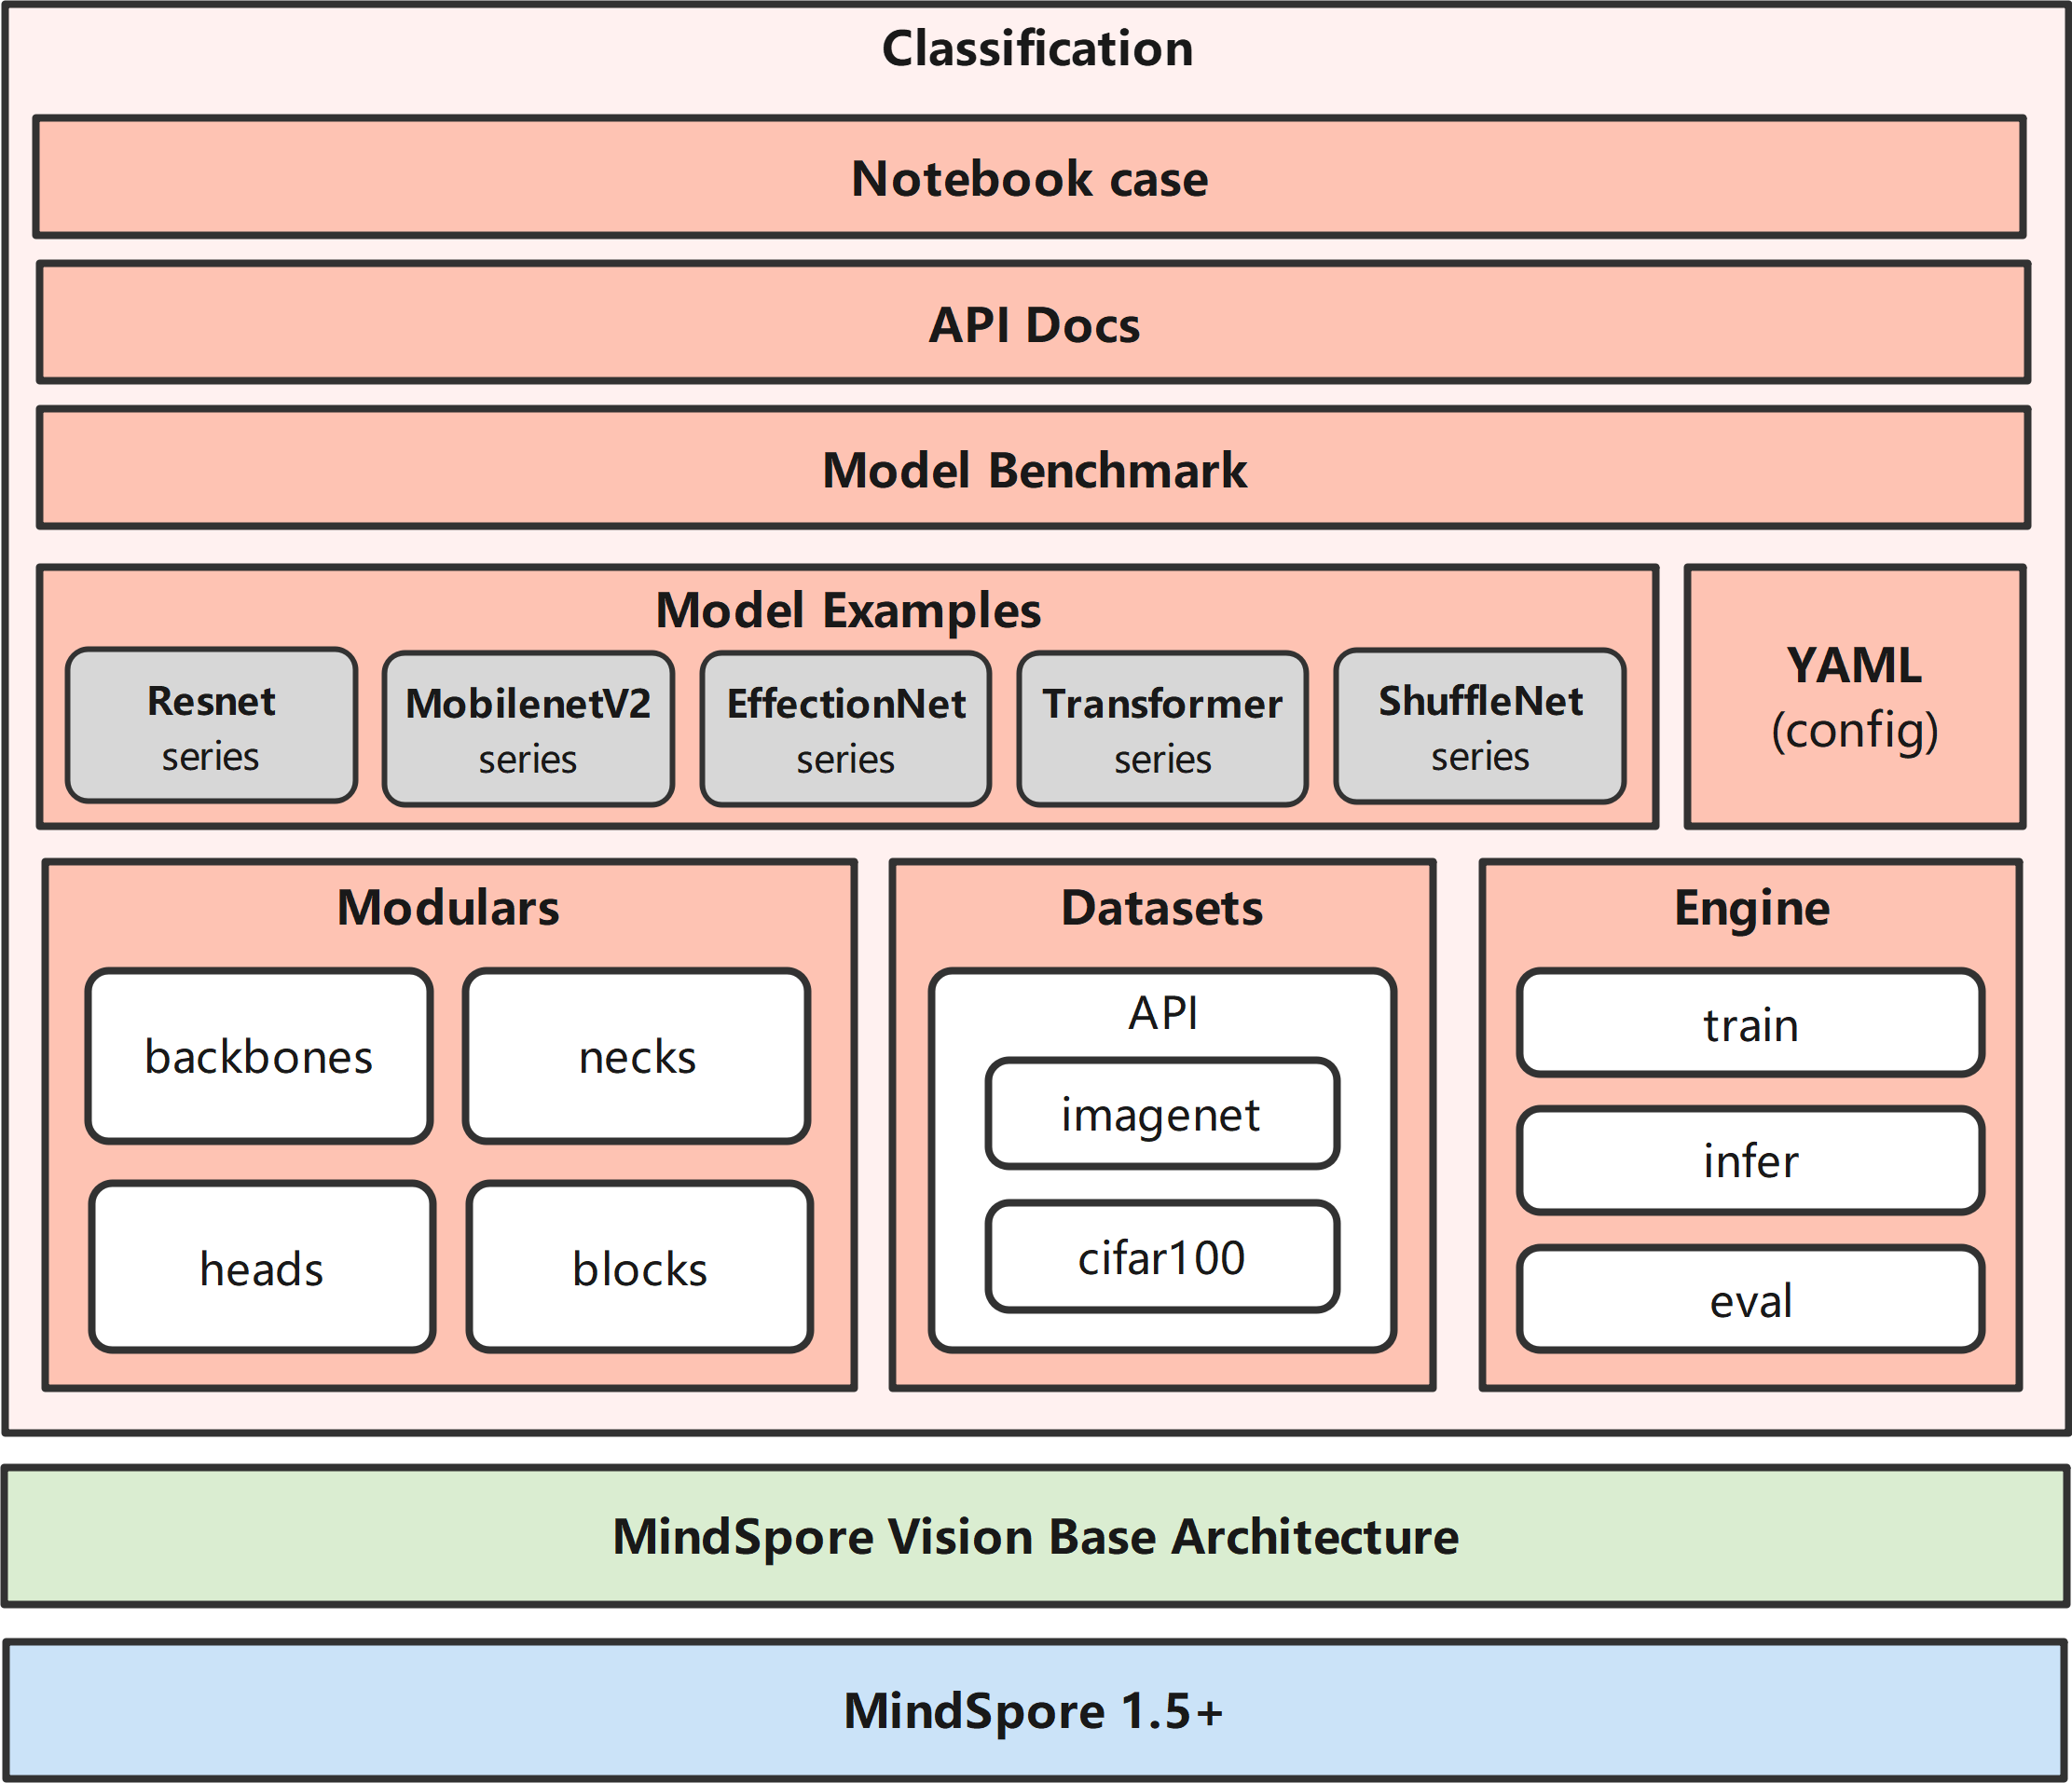 Classification
Notebook case
API Docs
Model Benchmark
Model Examples
Resnet
series
MobilenetV2
series
EffectionNet
series
Transformer
series
ShuffleNet
series
YAML
(config)
Modulars
backbones
necks
heads
blocks
Datasets
API
imagenet
cifar100
Engine
train
infer
eval
MindSpore Vision Base Architecture
MindSpore 1.5+